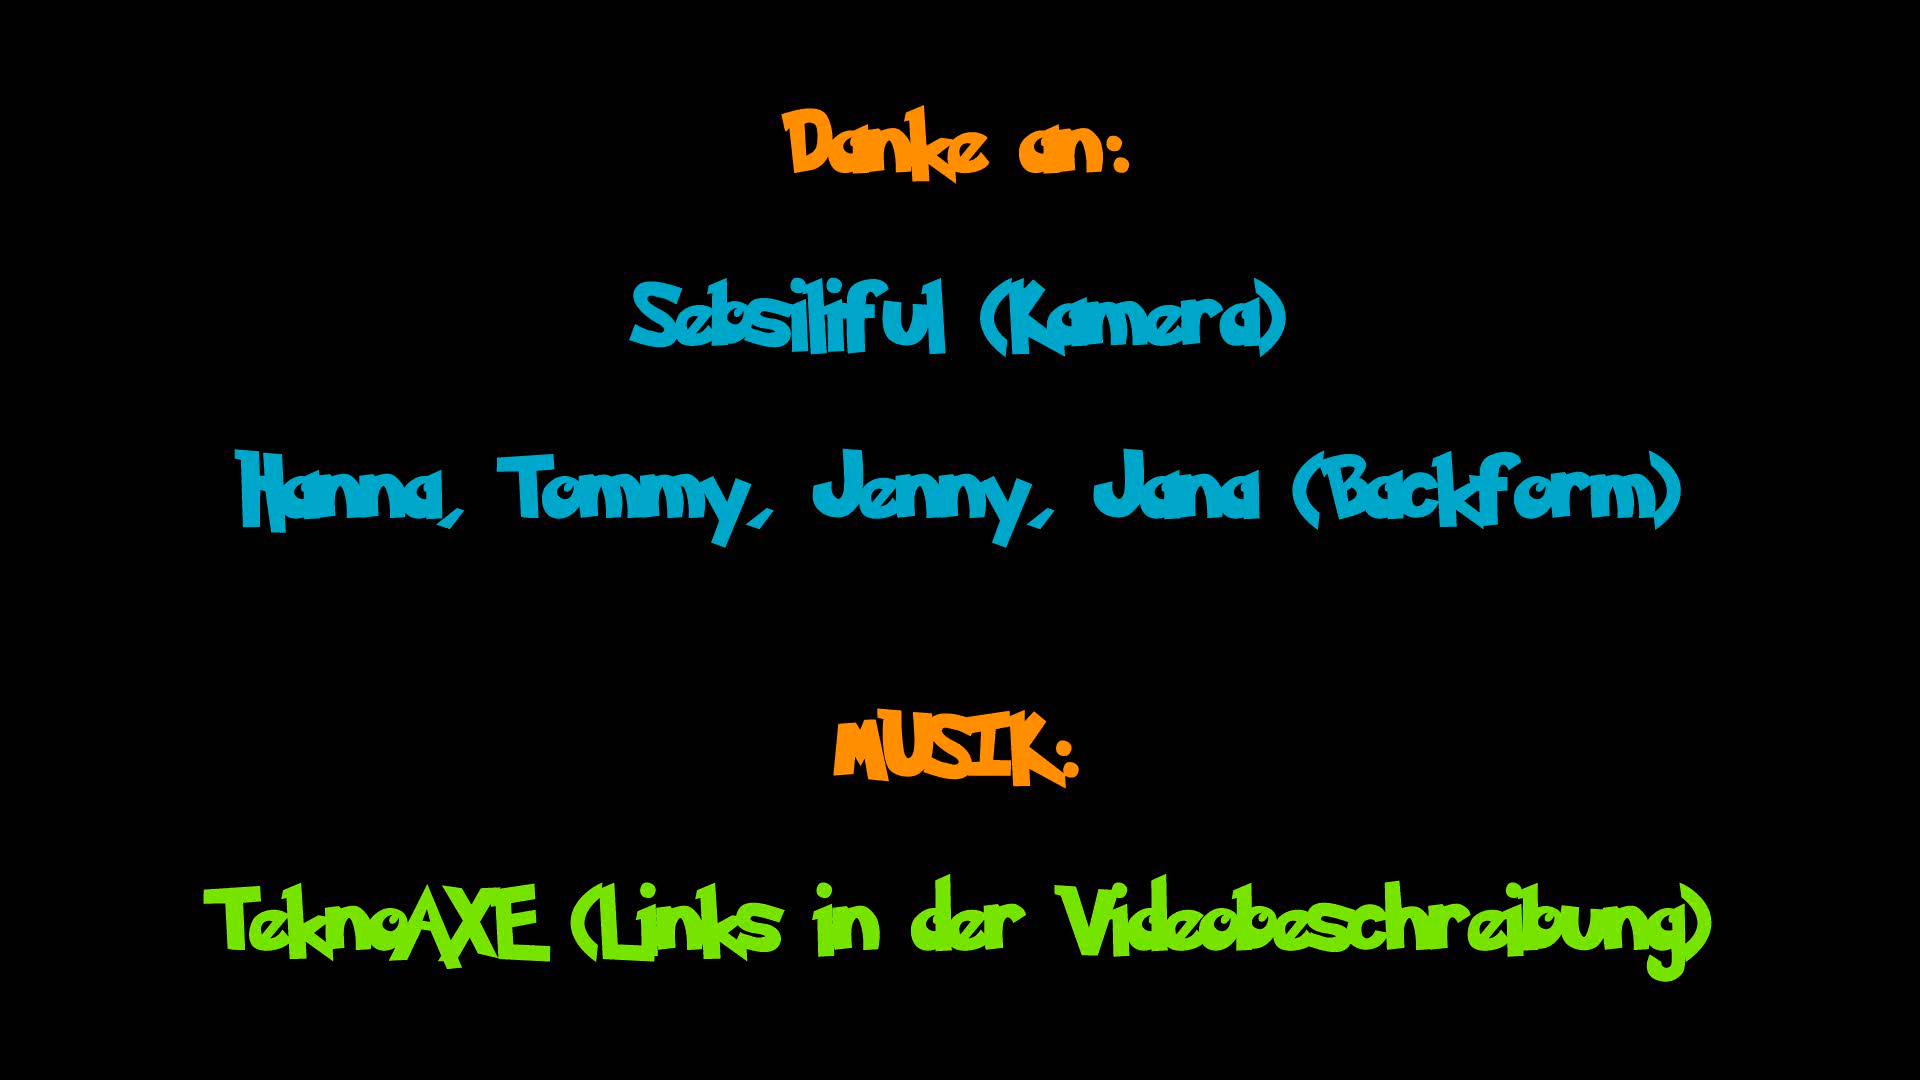 Danke an:
Sebsiliful (Kamera)
Hanna, Tommy, Jenny, Jana (Backform)
MUSIK:
TeknoAXE (Links in der Videobeschreibung)